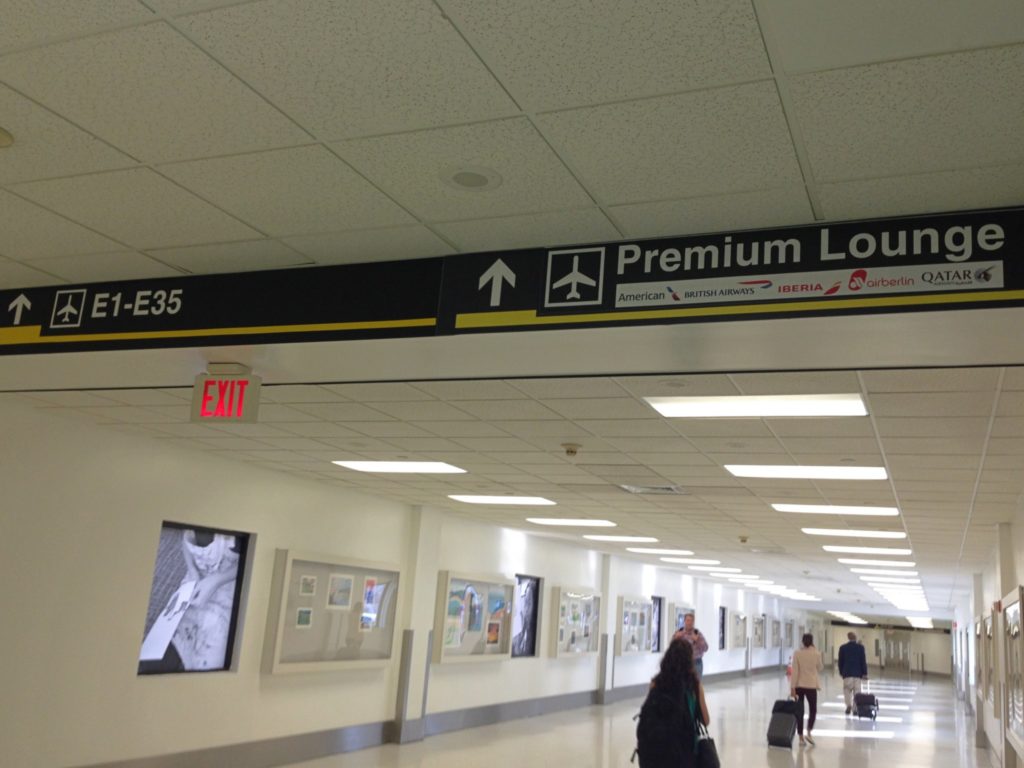 E1-E35
Premium Lounge
American BRITISH AIRWAYS IBERIA airberlin QATAR
EXIT